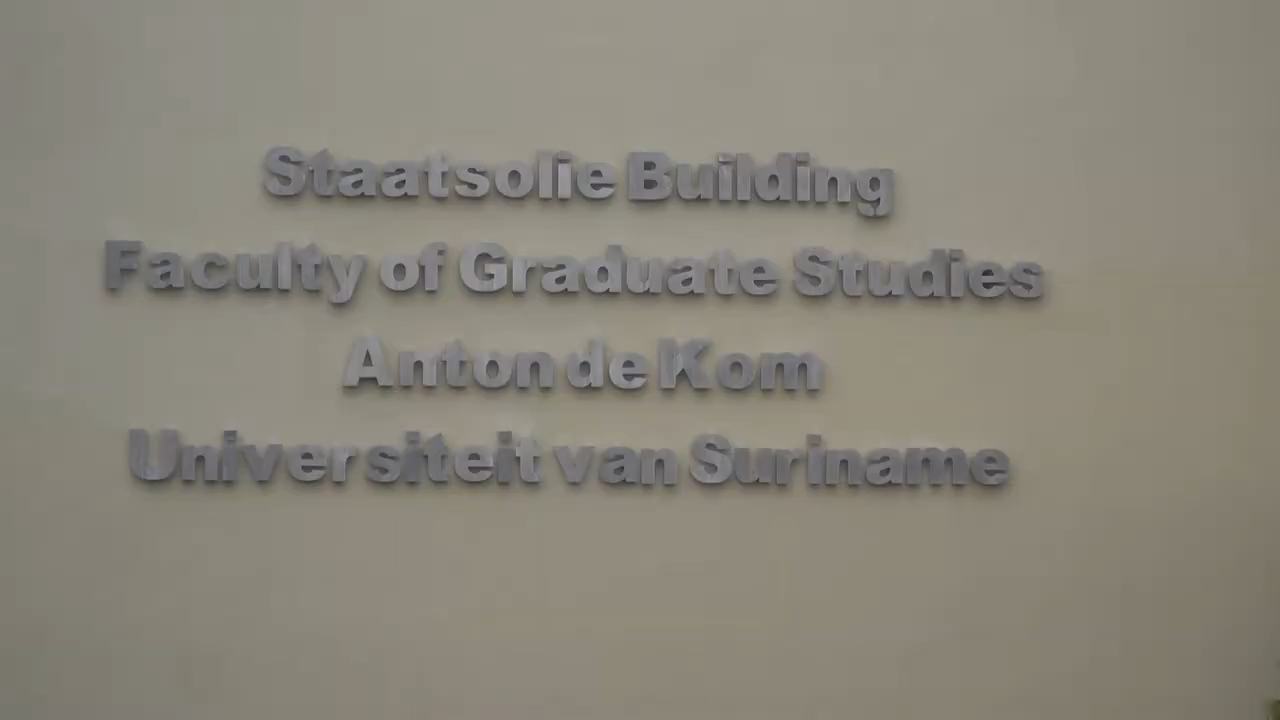 Staatsolie Building
Faculty of Graduate Studies
Anton de Kom
Universiteit van Suriname